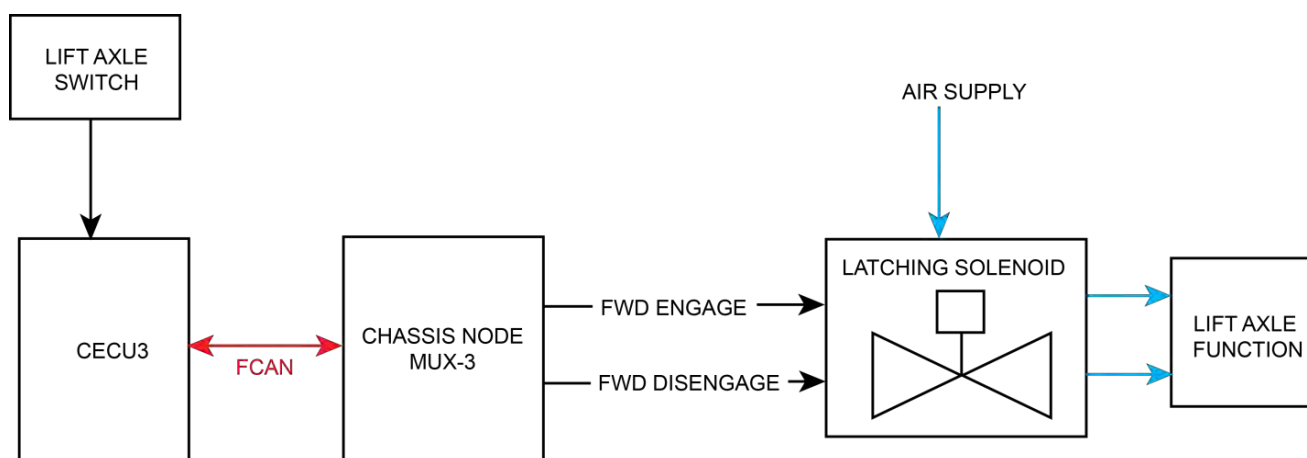 LIFT AXLE
SWITCH
AIR SUPPLY
CECU3
FCAN
CHASSIS NODE
MUX-3
FWD ENGAGE
FWD DISENGAGE
LATCHING SOLENOID
LIFT AXLE
FUNCTION